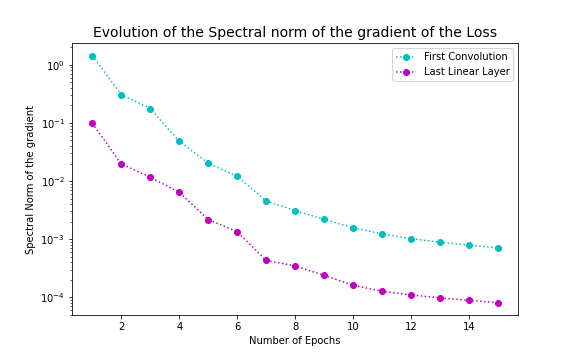 Evolution of the Spectral norm of the gradient of the Loss
First Convolution
Last Linear Layer
Spectral Norm of the gradient
10⁰
10⁻¹
10⁻²
10⁻³
10⁻⁴
2 4 6 8 10 12 14
Number of Epochs